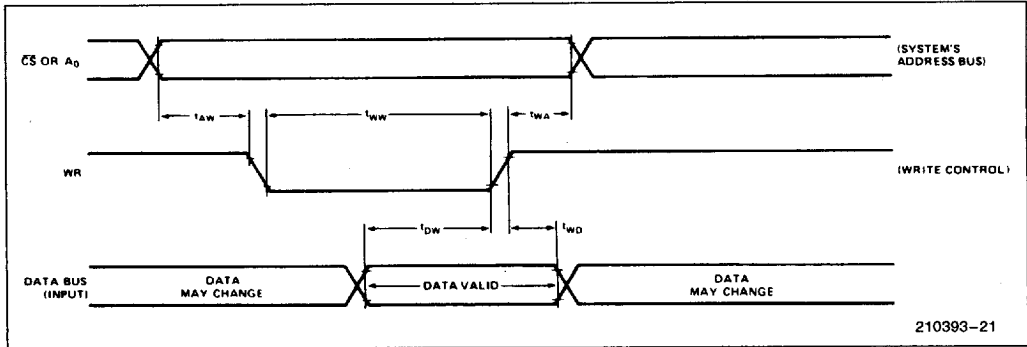 C̅S̅ OR A₀
(SYSTEM'S
ADDRESS BUS)
tAW
tWW
tWA
WR
(WRITE CONTROL)
tDW
tWD
DATA BUS
(INPUT)
DATA
MAY CHANGE
DATA VALID
DATA
MAY CHANGE
210393–21